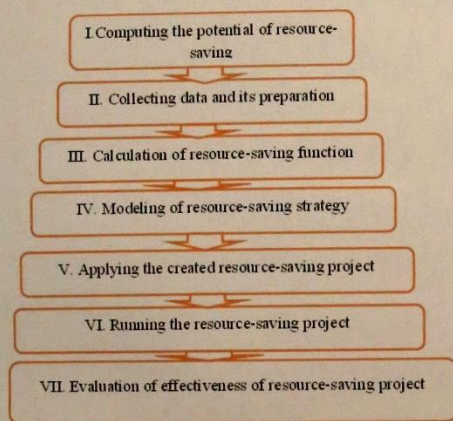 I. Computing the potential of resource-
saving
II. Collecting data and its preparation
III. Calculation of resource-saving function
IV. Modeling of resource-saving strategy
V. Applying the created resource-saving project
VI. Running the resource-saving project
VII. Evaluation of effectiveness of resource-saving project